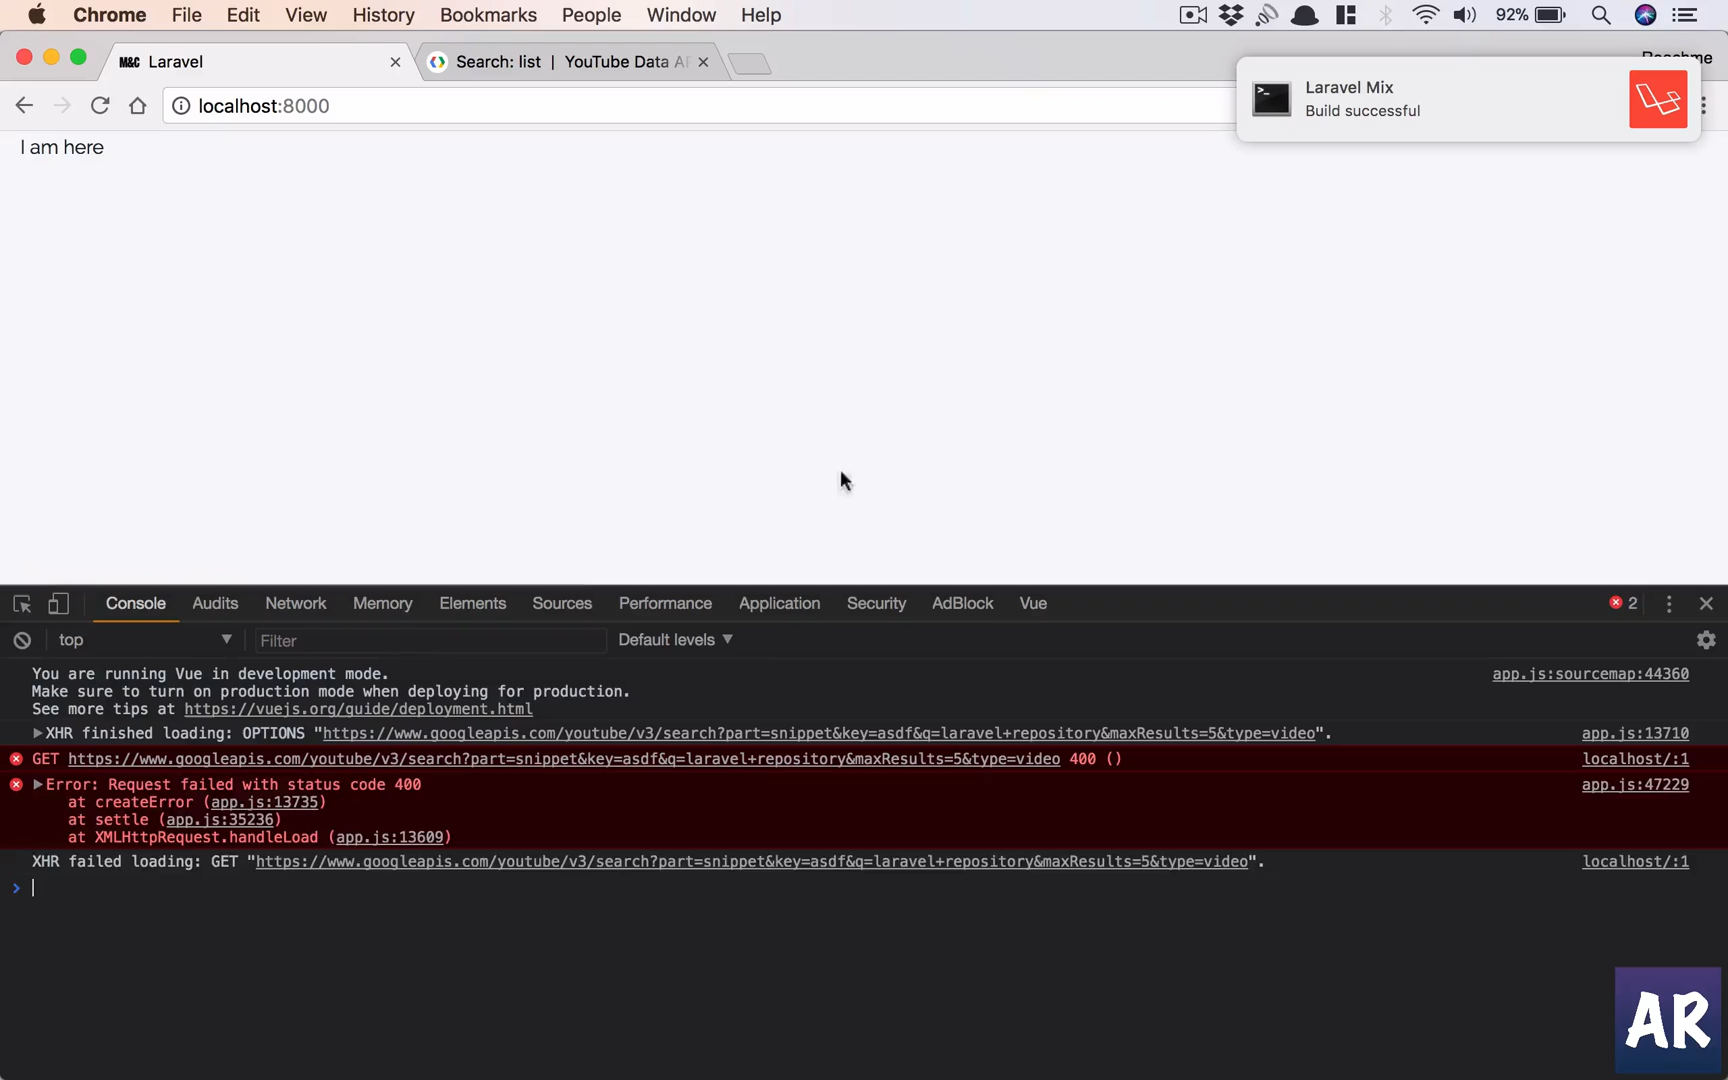 Chrome File Edit View History Bookmarks People Window Help 92%
M&C Laravel
Search: list | YouTube Data AP
localhost:8000
Laravel Mix
Build successful
I am here
Console Audits Network Memory Elements Sources Performance Application Security AdBlock Vue 2
top Filter Default levels
You are running Vue in development mode. app.js:sourcemap:44360
Make sure to turn on production mode when deploying for production.
See more tips at https://vuejs.org/guide/deployment.html
XHR finished loading: OPTIONS "https://www.googleapis.com/youtube/v3/search?part=snippet&key=asdf&q=laravel+repository&maxResults=5&type=video". app.js:13710
GET https://www.googleapis.com/youtube/v3/search?part=snippet&key=asdf&q=laravel+repository&maxResults=5&type=video 400 () localhost/:1
Error: Request failed with status code 400 app.js:47229
at createError (app.js:13735)
at settle (app.js:35236)
at XMLHttpRequest.handleLoad (app.js:13609)
XHR failed loading: GET "https://www.googleapis.com/youtube/v3/search?part=snippet&key=asdf&q=laravel+repository&maxResults=5&type=video". localhost/:1
AR